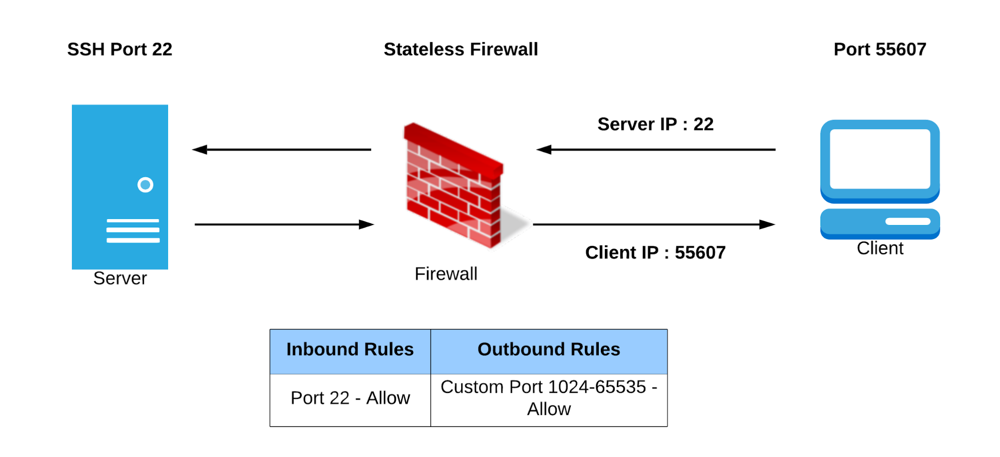 SSH Port 22
Stateless Firewall
Port 55607
Server IP : 22
Client IP : 55607
Client
Firewall
Server
Inbound Rules
Outbound Rules
Port 22 - Allow
Custom Port 1024-65535 -
Allow